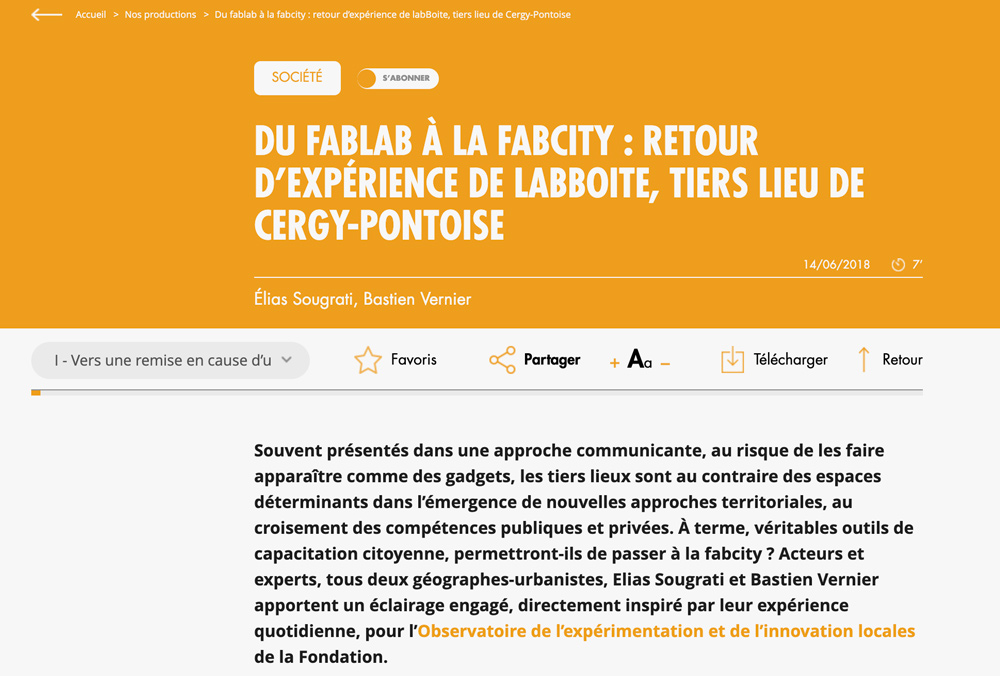 Accueil > Nos productions > Du fablab à la fabcity : retour d'expérience de labBoite, tiers lieu de Cergy-Pontoise
SOCIÉTÉ
S'ABONNER
DU FABLAB À LA FABCITY : RETOUR
D'EXPÉRIENCE DE LABBOITE, TIERS LIEU DE
CERGY-PONTOISE
14/06/2018 7'
Élias Sougrati, Bastien Vernier
I - Vers une remise en cause d'u
Favoris
Partager
+ Aa –
Télécharger
Retour
Souvent présentés dans une approche communicante, au risque de les faire
apparaître comme des gadgets, les tiers lieux sont au contraire des espaces
déterminants dans l'émergence de nouvelles approches territoriales, au
croisement des compétences publiques et privées. À terme, véritables outils de
capacitation citoyenne, permettront-ils de passer à la fabcity ? Acteurs et
experts, tous deux géographes-urbanistes, Elias Sougrati et Bastien Vernier
apportent un éclairage engagé, directement inspiré par leur expérience
quotidienne, pour l'Observatoire de l'expérimentation et de l'innovation locales
de la Fondation.